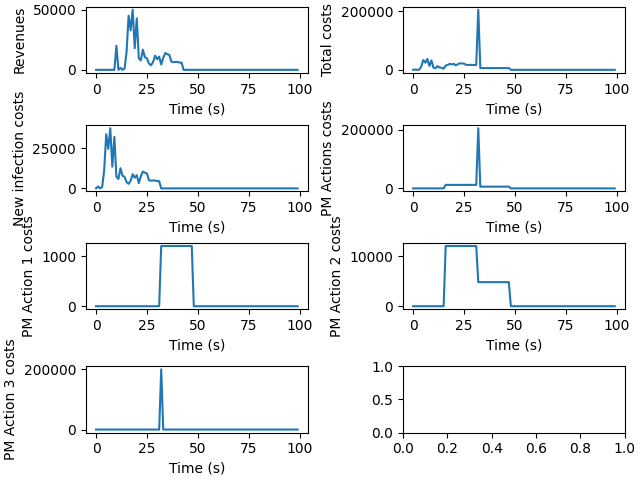 Revenues
50000
0
0 25 50 75 100
Time (s)
Total costs
200000
0
0 25 50 75 100
Time (s)
New infection costs
25000
0
0 25 50 75 100
Time (s)
PM Actions costs
200000
0
0 25 50 75 100
Time (s)
PM Action 1 costs
1000
0
0 25 50 75 100
Time (s)
PM Action 2 costs
10000
0
0 25 50 75 100
Time (s)
PM Action 3 costs
200000
0
0 25 50 75 100
Time (s)
1.0
0.5
0.0
0.0 0.2 0.4 0.6 0.8 1.0